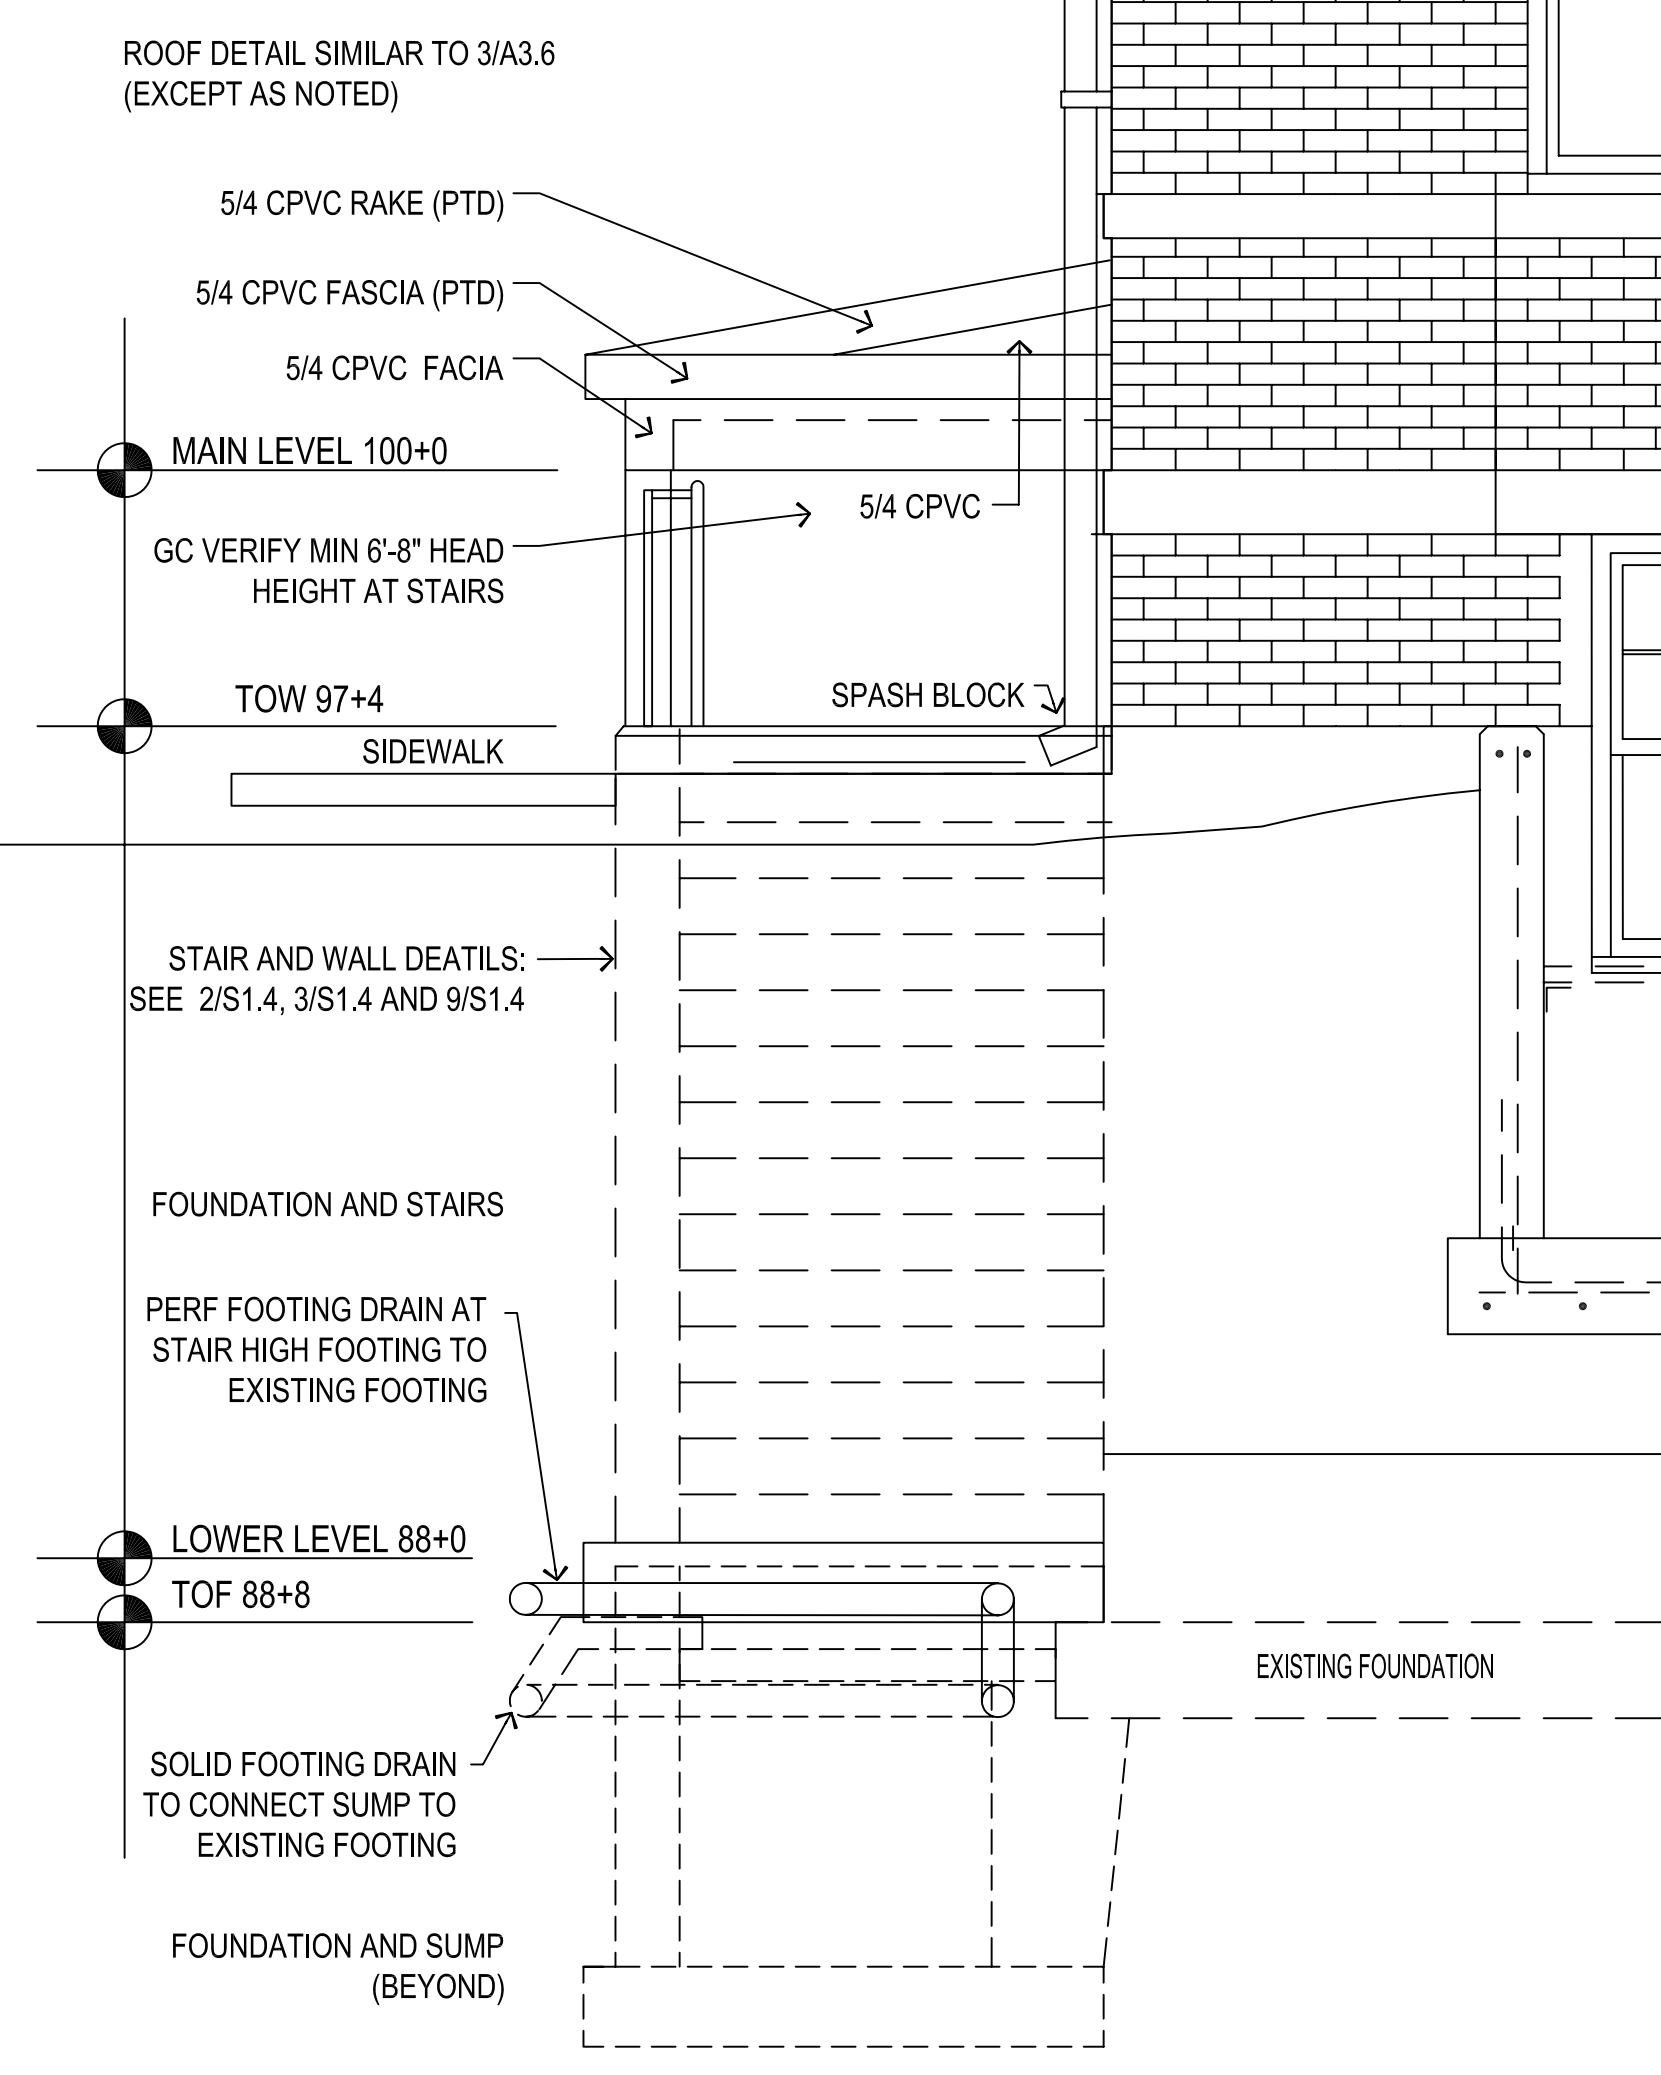 ROOF DETAIL SIMILAR TO 3/A3.6
(EXCEPT AS NOTED)
5/4 CPVC RAKE (PTD)
5/4 CPVC FASCIA (PTD)
5/4 CPVC FACIA
MAIN LEVEL 100+0
5/4 CPVC
GC VERIFY MIN 6'-8" HEAD
HEIGHT AT STAIRS
SPASH BLOCK
TOW 97+4
SIDEWALK
STAIR AND WALL DEATILS:
SEE 2/S1.4, 3/S1.4 AND 9/S1.4
FOUNDATION AND STAIRS
PERF FOOTING DRAIN AT
STAIR HIGH FOOTING TO
EXISTING FOOTING
LOWER LEVEL 88+0
TOF 88+8
EXISTING FOUNDATION
SOLID FOOTING DRAIN
TO CONNECT SUMP TO
EXISTING FOOTING
FOUNDATION AND SUMP
(BEYOND)